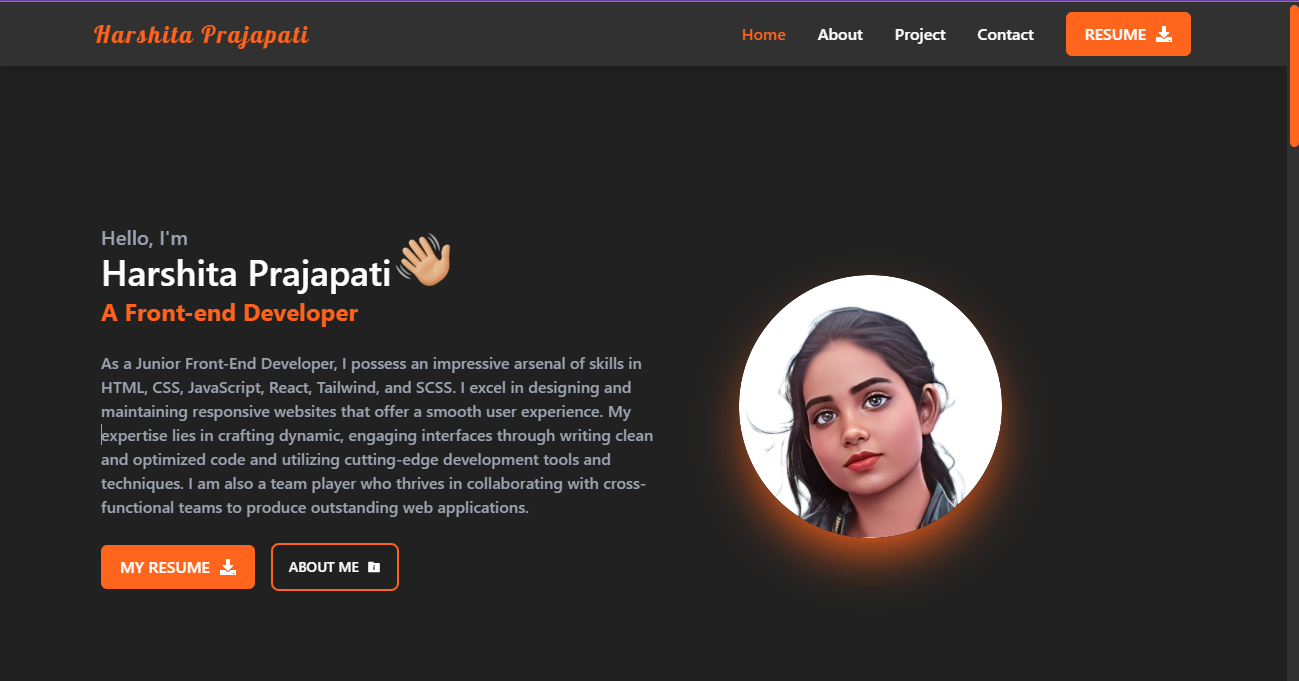 Harshita Prajapati
Home About Project Contact RESUME
Hello, I'm
Harshita Prajapati
A Front-end Developer
As a Junior Front-End Developer, I possess an impressive arsenal of skills in
HTML, CSS, JavaScript, React, Tailwind, and SCSS. I excel in designing and
maintaining responsive websites that offer a smooth user experience. My
expertise lies in crafting dynamic, engaging interfaces through writing clean
and optimized code and utilizing cutting-edge development tools and
techniques. I am also a team player who thrives in collaborating with cross-
functional teams to produce outstanding web applications.
MY RESUME ABOUT ME